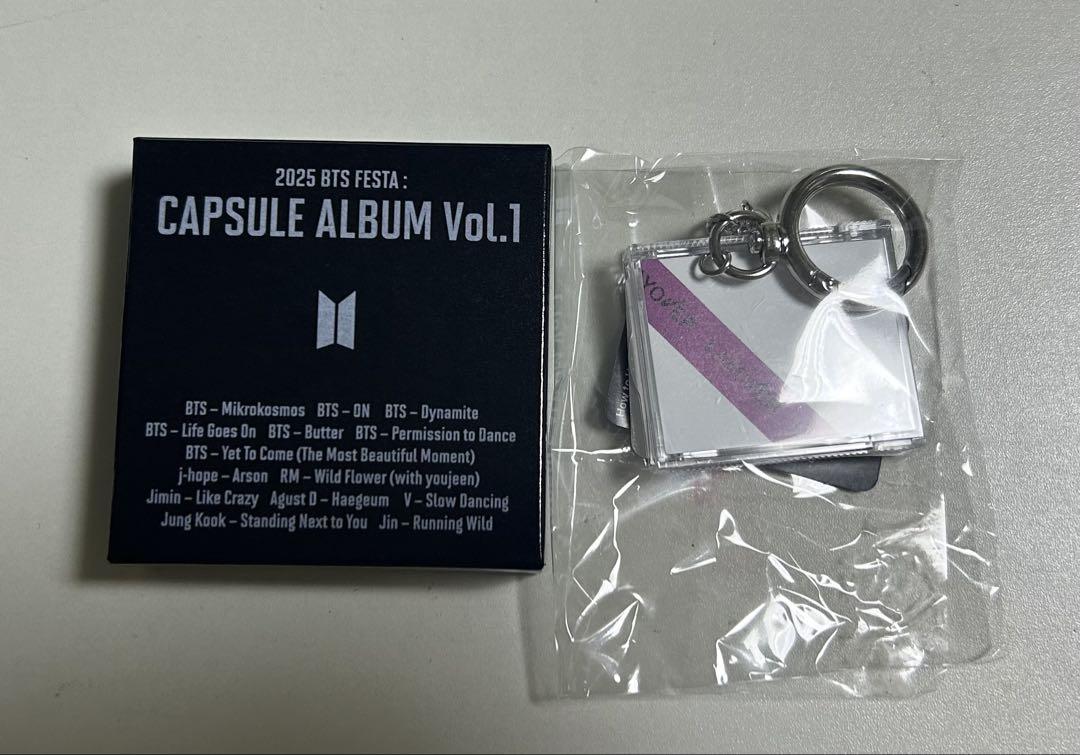 2025 BTS FESTA :
CAPSULE ALBUM Vol.1
BTS – Mikrokosmos BTS – ON BTS – Dynamite
BTS – Life Goes On BTS – Butter BTS – Permission to Dance
BTS – Yet To Come (The Most Beautiful Moment)
j-hope – Arson RM – Wild Flower (with youjeen)
Jimin – Like Crazy Agust D – Haegeum V – Slow Dancing
Jung Kook – Standing Next to You Jin – Running Wild
How to